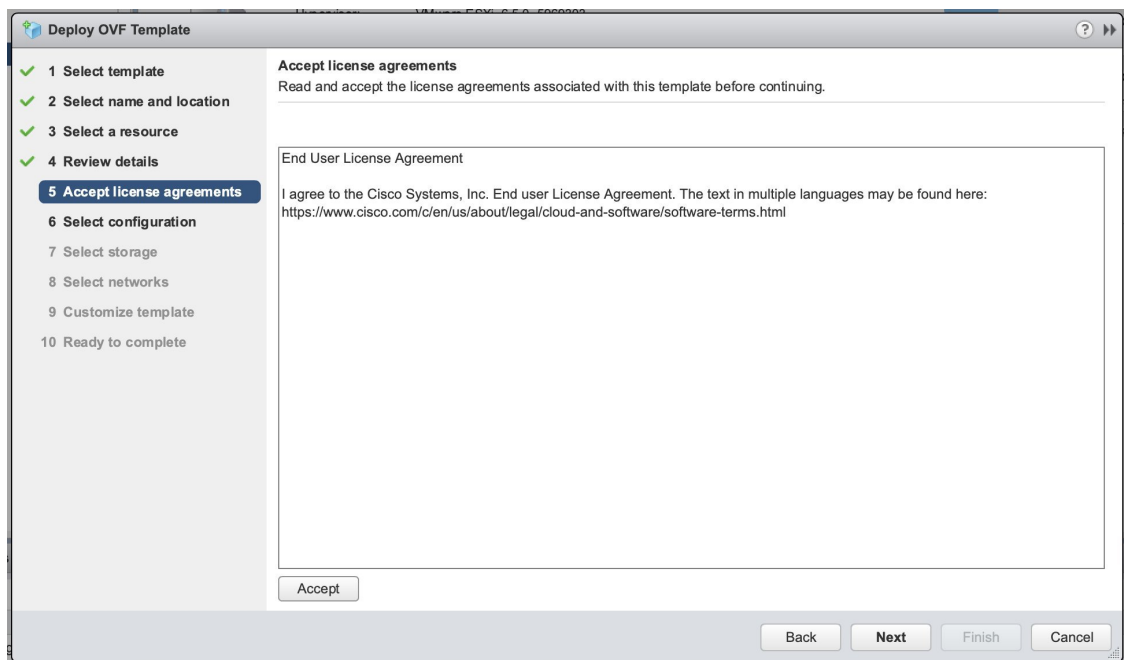 Deploy OVF Template
?
1 Select template
2 Select name and location
3 Select a resource
4 Review details
5 Accept license agreements
6 Select configuration
7 Select storage
8 Select networks
9 Customize template
10 Ready to complete
Accept license agreements
Read and accept the license agreements associated with this template before continuing.
End User License Agreement
I agree to the Cisco Systems, Inc. End user License Agreement. The text in multiple languages may be found here:
https://www.cisco.com/c/en/us/about/legal/cloud-and-software/software-terms.html
Accept
Back
Next
Finish
Cancel